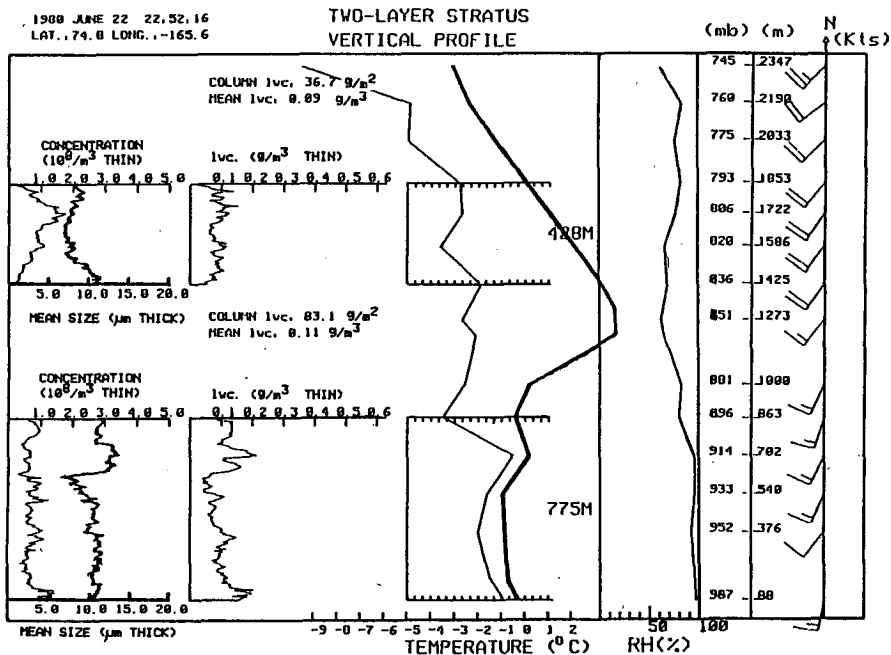 1980 JUNE 22 22:52:16
LAT.:74.8 LONG.:-165.6
TWO-LAYER STRATUS
VERTICAL PROFILE
(mb) (m)
N
(Kts)
COLUMN lwc. 36.7 g/m²
MEAN lwc. 0.09 g/m³
CONCENTRATION
(10⁸/m³ THIN)
1.0 2.0 3.0 4.0 5.0
lwc. (g/m³ THIN)
0.1 0.2 0.3 0.4 0.5 0.6
428M
5.0 10.0 15.0 20.0
MEAN SIZE (µm THICK)
COLUMN lwc. 83.1 g/m²
MEAN lwc. 0.11 g/m³
CONCENTRATION
(10⁸/m³ THIN)
1.0 2.0 3.0 4.0 5.0
lwc. (g/m³ THIN)
0.1 0.2 0.3 0.4 0.5 0.6
775M
5.0 10.0 15.0 20.0
MEAN SIZE (µm THICK)
745 2347
760 2190
775 2033
793 1853
806 1722
820 1586
836 1425
851 1273
881 1000
896 863
914 702
933 540
952 376
987 80
-9 -8 -7 -6 -5 -4 -3 -2 -1 0 1 2
TEMPERATURE (°C)
50 100
RH(%)